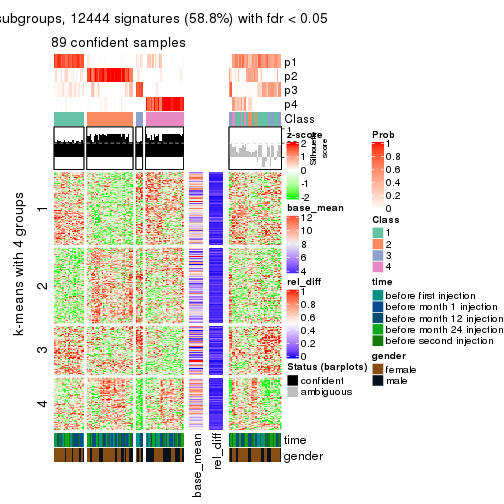 subgroups, 12444 signatures (58.8%) with fdr < 0.05
89 confident samples
p1
p2
p3
p4
Class
1
Silhouette
score
z-score
2
0
-2
base_mean
12
10
8
6
4
rel_diff
1
0.8
0.6
0.4
0.2
0
Status (barplots)
confident
ambiguous
Prob
1
0.8
0.6
0.4
0.2
0
Class
1
2
3
4
time
before first injection
before month 1 injection
before month 12 injection
before month 24 injection
before second injection
gender
female
male
k-means with 4 groups
1
2
3
4
time
gender
base_mean
rel_diff